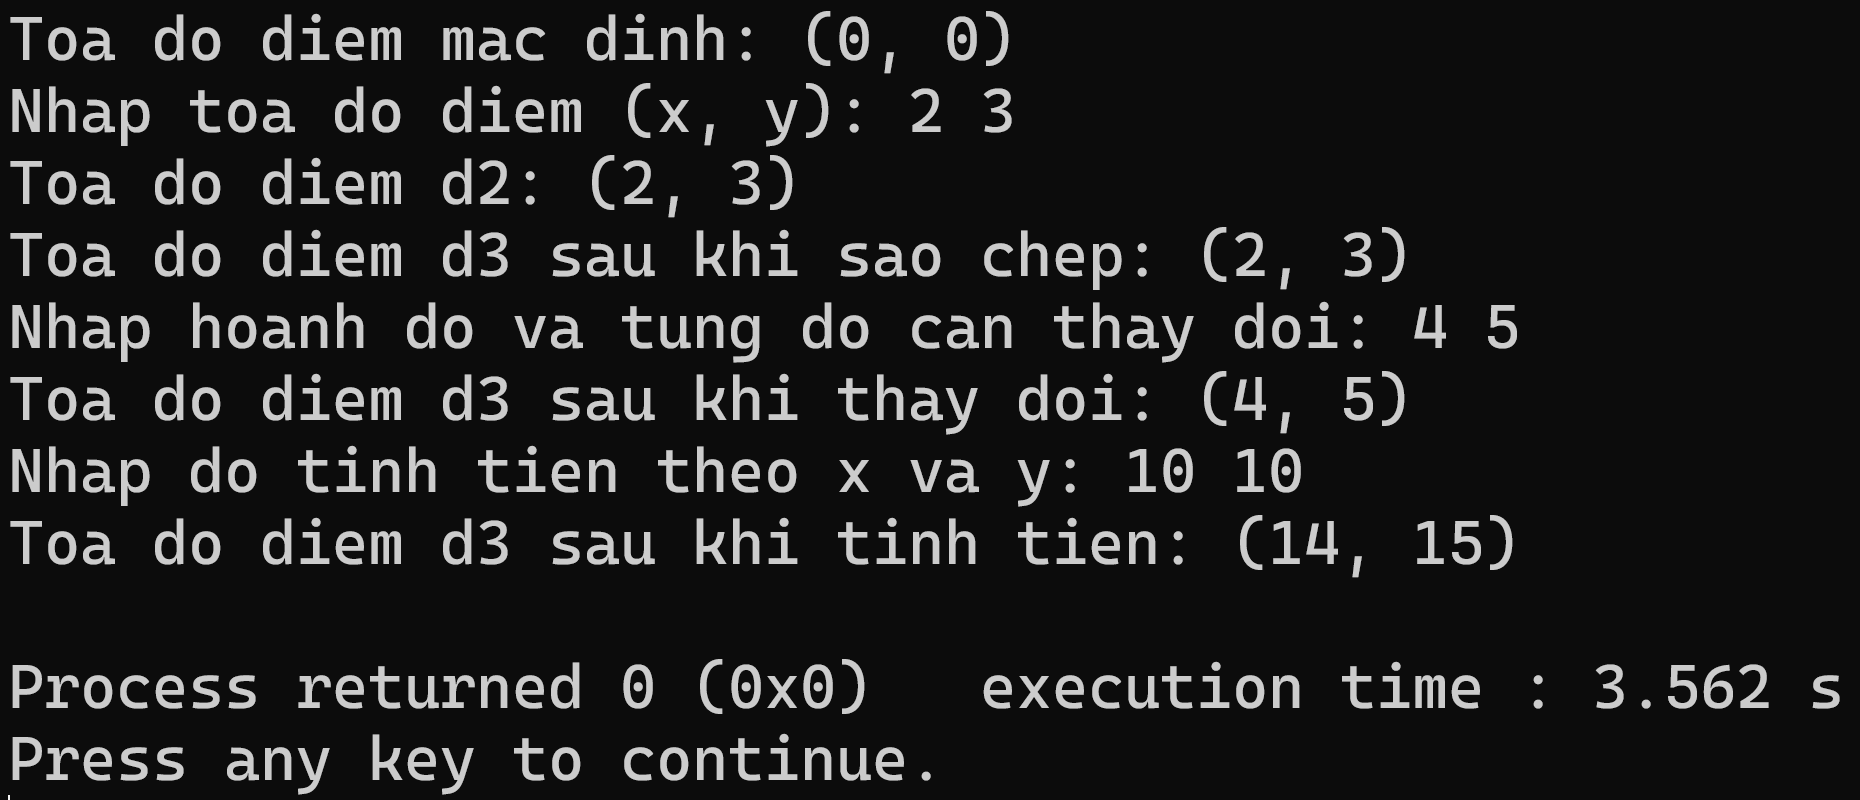 Toa do diem mac dinh: (0, 0)
Nhap toa do diem (x, y): 2 3
Toa do diem d2: (2, 3)
Toa do diem d3 sau khi sao chep: (2, 3)
Nhap hoanh do va tung do can thay doi: 4 5
Toa do diem d3 sau khi thay doi: (4, 5)
Nhap do tinh tien theo x va y: 10 10
Toa do diem d3 sau khi tinh tien: (14, 15)
Process returned 0 (0x0)   execution time : 3.562 s
Press any key to continue.